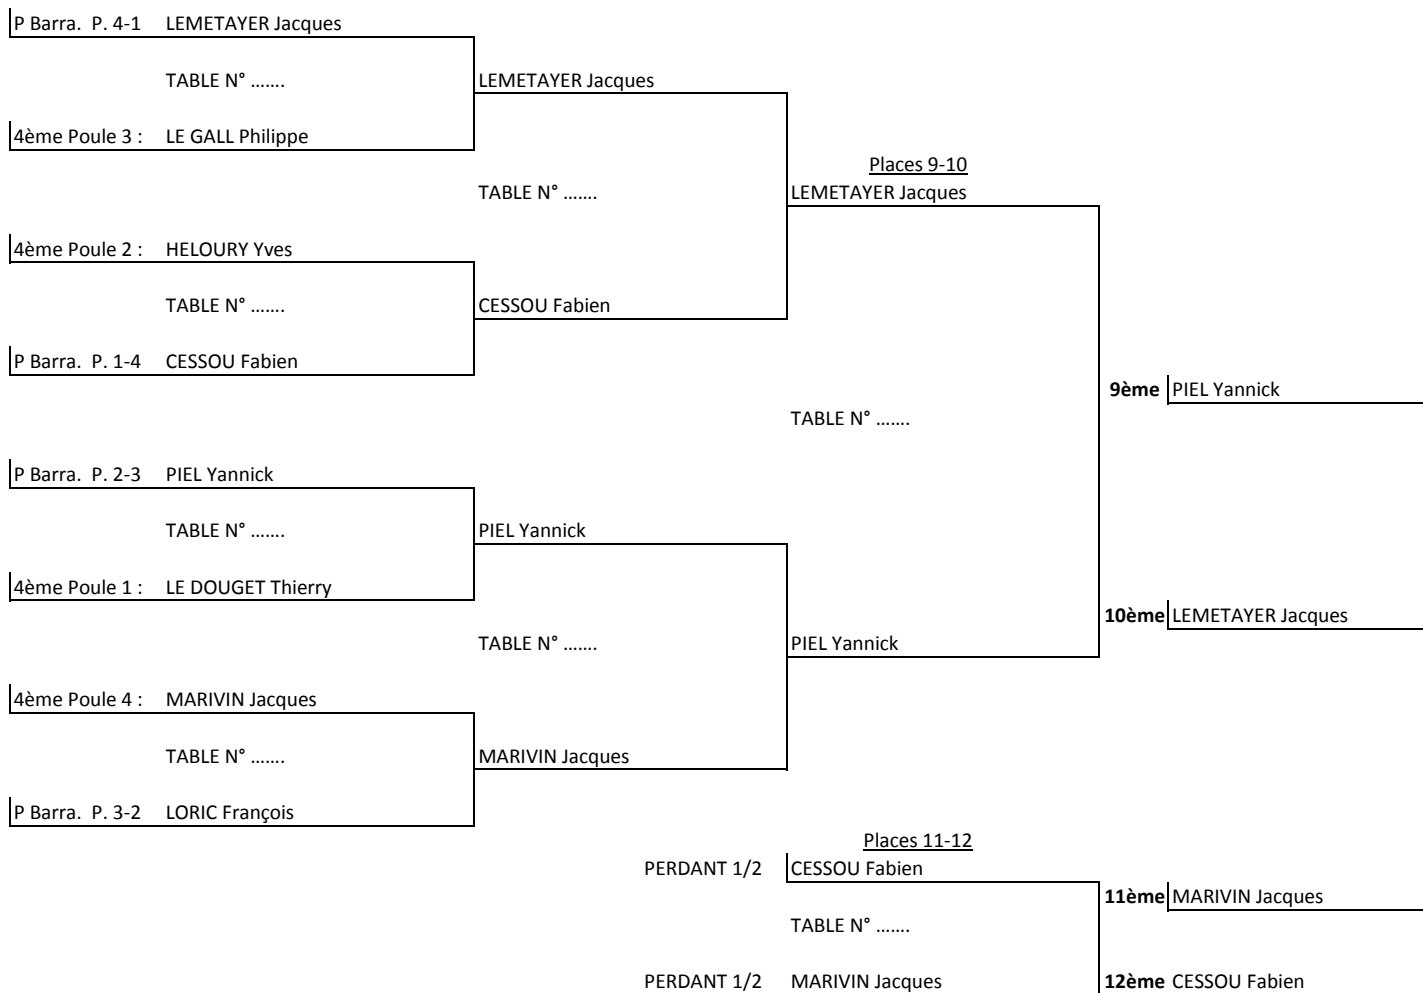 P Barra.  P. 4-1 LEMETAYER Jacques
TABLE N° ....... LEMETAYER Jacques
4ème Poule 3 : LE GALL Philippe
Places 9-10
TABLE N° ....... LEMETAYER Jacques
4ème Poule 2 : HELOURY Yves
TABLE N° ....... CESSOU Fabien
P Barra.  P. 1-4 CESSOU Fabien
9ème PIEL Yannick
TABLE N° .......
P Barra.  P. 2-3 PIEL Yannick
TABLE N° ....... PIEL Yannick
4ème Poule 1 : LE DOUGET Thierry
10ème LEMETAYER Jacques
TABLE N° ....... PIEL Yannick
4ème Poule 4 : MARIVIN Jacques
TABLE N° ....... MARIVIN Jacques
P Barra.  P. 3-2 LORIC François
Places 11-12
PERDANT 1/2 CESSOU Fabien
11ème MARIVIN Jacques
TABLE N° .......
PERDANT 1/2 MARIVIN Jacques 12ème CESSOU Fabien